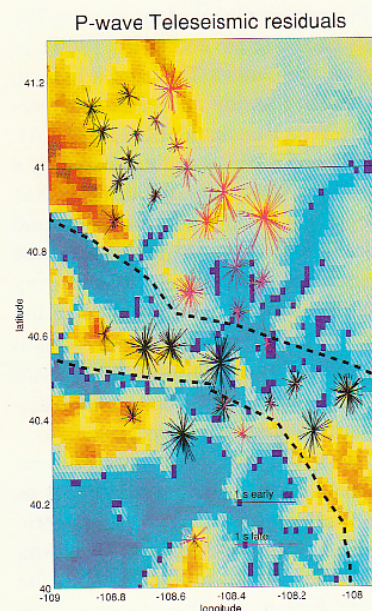 P-wave Teleseismic residuals
41.2
41
40.8
latitude
40.6
40.4
1 s early
40.2
1 s late
40
-109 -108.8 -108.6 -108.4 -108.2 -108
longitude